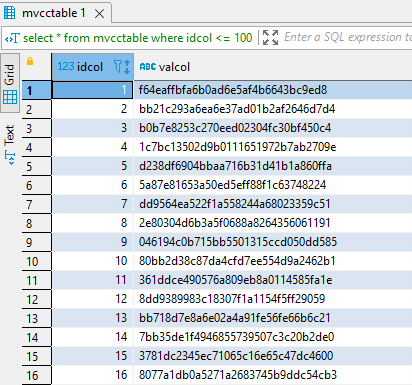 mvcctable 1
select * from mvcctable where idcol <= 100
Enter a SQL expression to
Grid
Text
123 idcol ABC valcol
1 1 f64eaffbfa6b0ad6e5af4b6643bc9ed8
2 2 bb21c293a6ea6e37ad01b2af2646d7d4
3 3 b0b7e8253c270eed02304fc30bf450c4
4 4 1c7bc13502d9b0111651972b7ab2709e
5 5 d238df6904bbaa716b31d41b1a860ffa
6 6 5a87e81653a50ed5eff88f1c63748224
7 7 dd9564ea522f1a558244a68023359c51
8 8 2e80304d6b3a5f0688a8264356061191
9 9 046194c0b715bb5501315ccd050dd585
10 10 80bb2d38c87da4cfd7ee554d9a2462b1
11 11 361ddce490576a809eb8a0114585fa1e
12 12 8dd9389983c18307f1a1154f5ff29059
13 13 bb718d7e8a6e02a4a91fe56fe66b6c21
14 14 7bb35de1f4946855739507c3c20b2de0
15 15 3781dc2345ec71065c16e65c47dc4600
16 16 8077a1db0a5271a2683745b9ddc54cb3